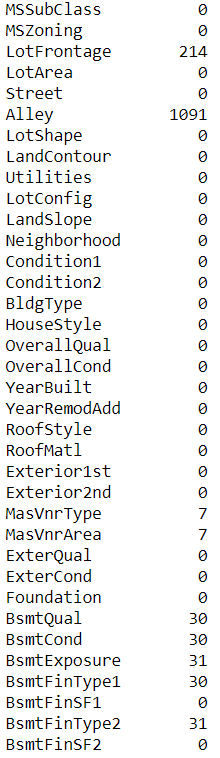 MSSubClass 0
MSZoning 0
LotFrontage 214
LotArea 0
Street 0
Alley 1091
LotShape 0
LandContour 0
Utilities 0
LotConfig 0
LandSlope 0
Neighborhood 0
Condition1 0
Condition2 0
BldgType 0
HouseStyle 0
OverallQual 0
OverallCond 0
YearBuilt 0
YearRemodAdd 0
RoofStyle 0
RoofMatl 0
Exterior1st 0
Exterior2nd 0
MasVnrType 7
MasVnrArea 7
ExterQual 0
ExterCond 0
Foundation 0
BsmtQual 30
BsmtCond 30
BsmtExposure 31
BsmtFinType1 30
BsmtFinSF1 0
BsmtFinType2 31
BsmtFinSF2 0